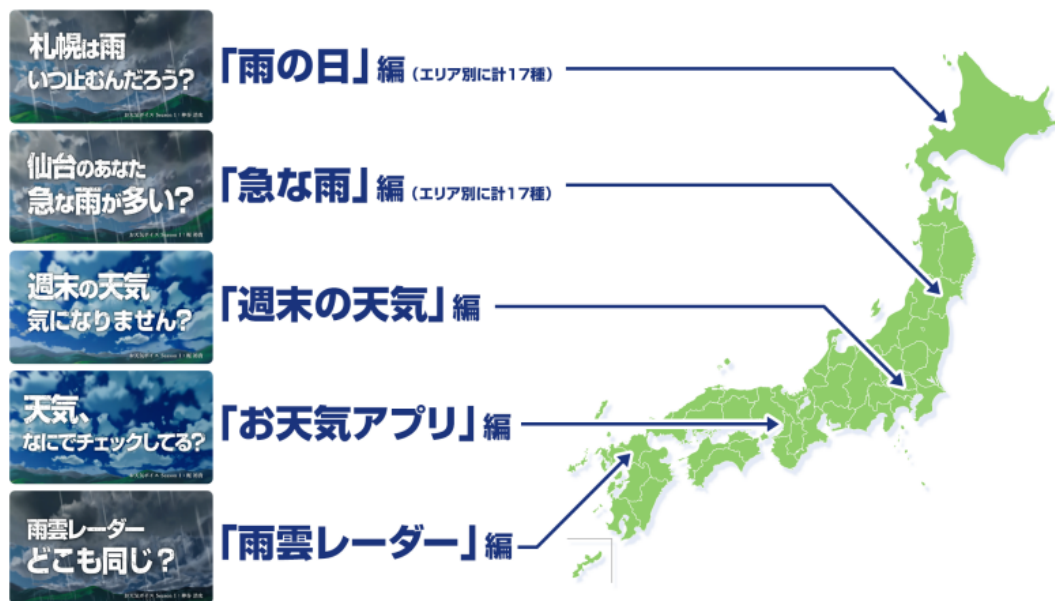 札幌は雨
いつ止むんだろう?
「雨の日」編(エリア別に計17種)
仙台のあなた
急な雨が多い?
「急な雨」編(エリア別に計17種)
週末の天気
気になりません?
「週末の天気」編
天気、
なにでチェックしてる?
「お天気アプリ」編
雨雲レーダー
どこも同じ?
「雨雲レーダー」編